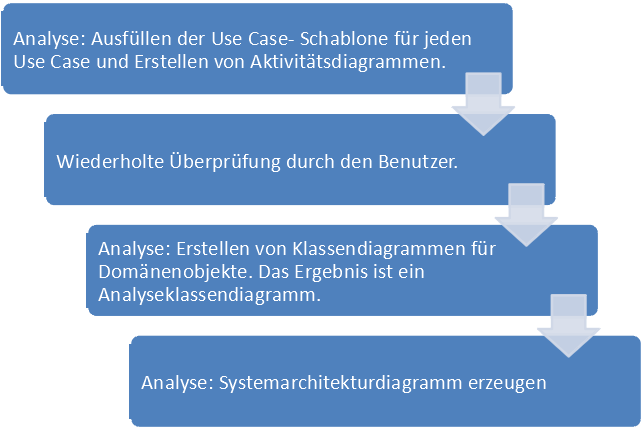 Analyse: Ausfüllen der Use Case- Schablone für jeden
Use Case und Erstellen von Aktivitätsdiagrammen.
Wiederholte Überprüfung durch den Benutzer.
Analyse: Erstellen von Klassendiagrammen für
Domänenobjekte. Das Ergebnis ist ein
Analyseklassendiagramm.
Analyse: Systemarchitekturdiagramm erzeugen